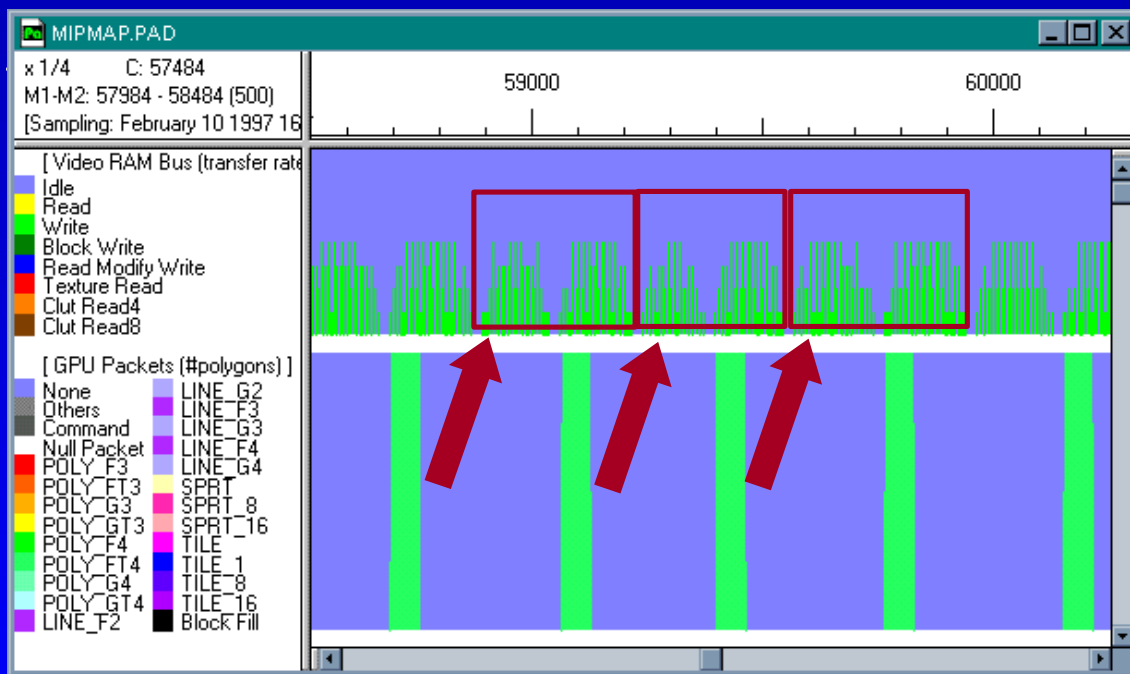 MIPMAP.PAD
x 1/4 C: 57484
M1-M2: 57984 - 58484 (500)
[Sampling: February 10 1997 16
59000 60000
[ Video RAM Bus (transfer rate
Idle
Read
Write
Block Write
Read Modify Write
Texture Read
Clut Read4
Clut Read8
[ GPU Packets (#polygons) ]
None
Others
Command
Null Packet
POLY_F3
POLY_FT3
POLY_G3
POLY_GT3
POLY_F4
POLY_FT4
POLY_G4
POLY_GT4
LINE_F2
LINE_G2
LINE_F3
LINE_G3
LINE_F4
LINE_G4
SPRT
SPRT_8
SPRT_16
TILE
TILE_1
TILE_8
TILE_16
Block Fill